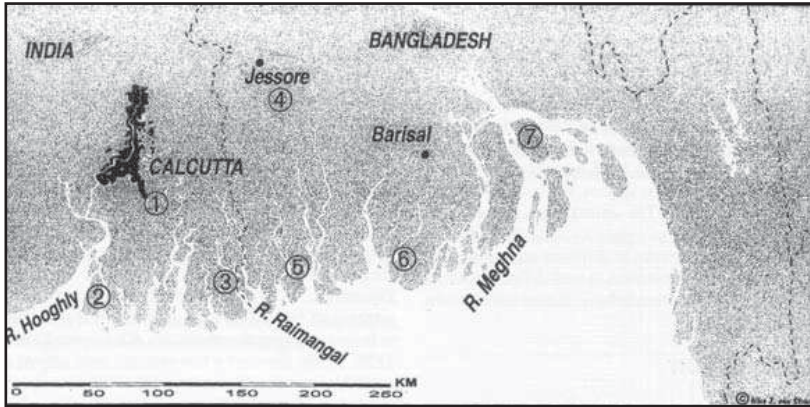 INDIA
BANGLADESH
Jessore
④
Barisal
⑦
CALCUTTA
①
②
③
⑤
⑥
R. Hooghly
R. Raimangal
R. Meghna
0 50 100 150 200 250 KM